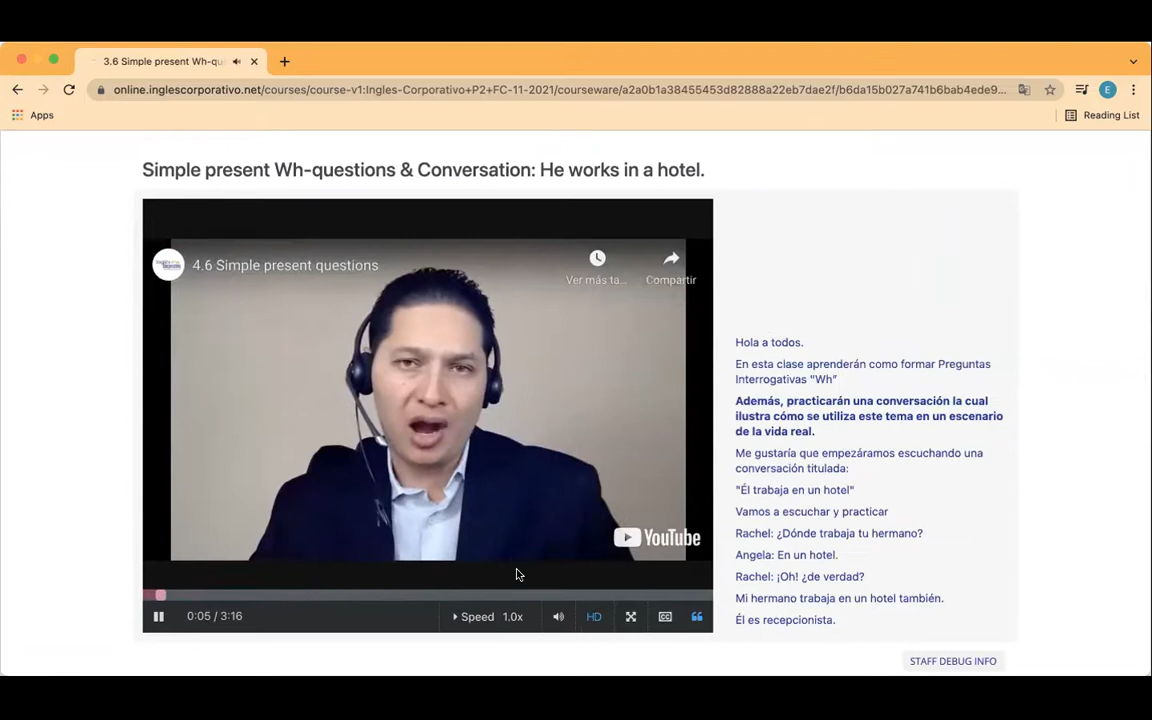 3.6 Simple present Wh-qu
online.inglescorporativo.net/courses/course-v1:Ingles-Corporativo+P2+FC-11-2021/courseware/a2a0b1a38455453d82888a22eb7dae2f/b6da15b027a741b6bab4ede9...
E
Apps
Reading List
Simple present Wh-questions & Conversation: He works in a hotel.
4.6 Simple present questions
Ver más ta...
Compartir
YouTube
0:05 / 3:16
Speed 1.0x
HD
CC
Hola a todos.
En esta clase aprenderán como formar Preguntas
Interrogativas "Wh"
Además, practicarán una conversación la cual
ilustra cómo se utiliza este tema en un escenario
de la vida real.
Me gustaría que empezáramos escuchando una
conversación titulada:
"Él trabaja en un hotel"
Vamos a escuchar y practicar
Rachel: ¿Dónde trabaja tu hermano?
Angela: En un hotel.
Rachel: ¡Oh! ¿de verdad?
Mi hermano trabaja en un hotel también.
Él es recepcionista.
STAFF DEBUG INFO